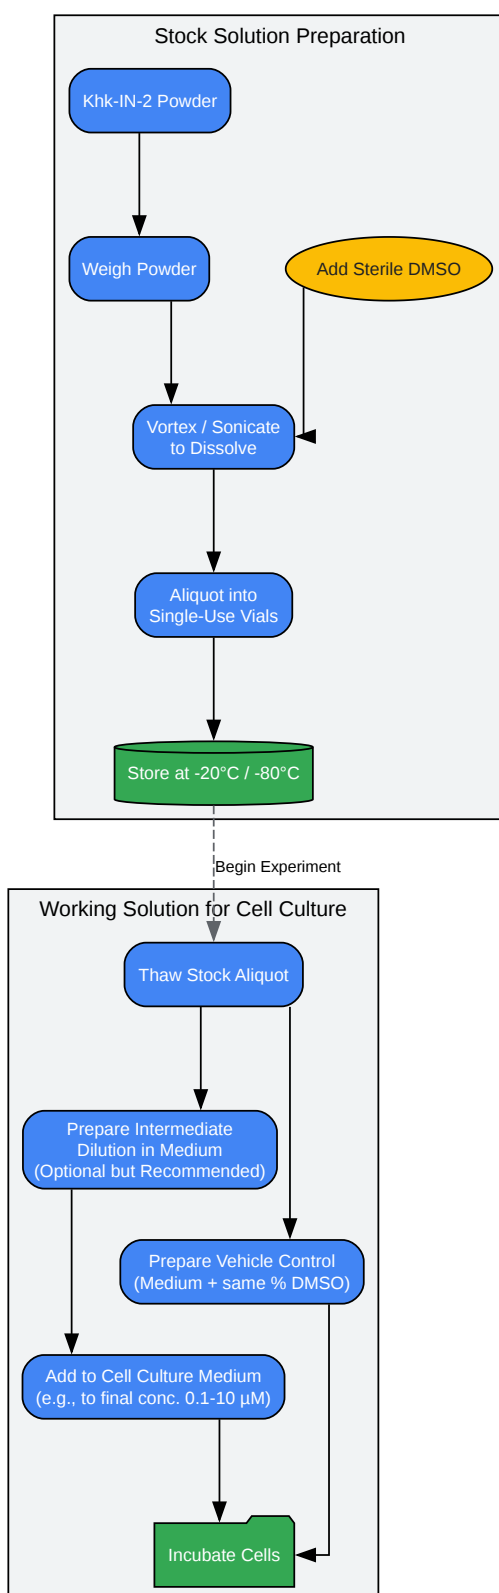 Stock Solution Preparation
Khk-IN-2 Powder
Weigh Powder
Add Sterile DMSO
Vortex / Sonicate
to Dissolve
Aliquot into
Single-Use Vials
Store at -20°C / -80°C
Begin Experiment
Working Solution for Cell Culture
Thaw Stock Aliquot
Prepare Intermediate
Dilution in Medium
(Optional but Recommended)
Prepare Vehicle Control
(Medium + same % DMSO)
Add to Cell Culture Medium
(e.g., to final conc. 0.1-10 µM)
Incubate Cells